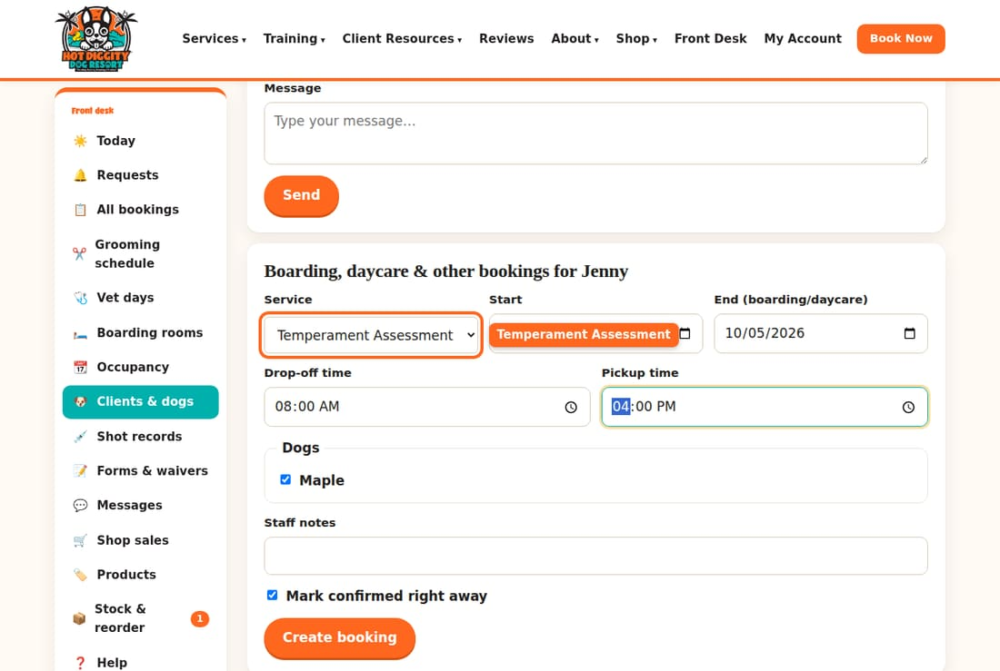 HOT DIGGITY
DOG RESORT
Services ▾ Training ▾ Client Resources ▾ Reviews About ▾ Shop ▾ Front Desk My Account Book Now
Front desk
Today
Requests
All bookings
Grooming
schedule
Vet days
Boarding rooms
Occupancy
Clients & dogs
Shot records
Forms & waivers
Messages
Shop sales
Products
Stock &
reorder
1
Help
Message
Type your message...
Send
Boarding, daycare & other bookings for Jenny
Service Start End (boarding/daycare)
Temperament Assessment Temperament Assessment 10/05/2026
Drop-off time Pickup time
08:00 AM 04:00 PM
Dogs
Maple
Staff notes
Mark confirmed right away
Create booking